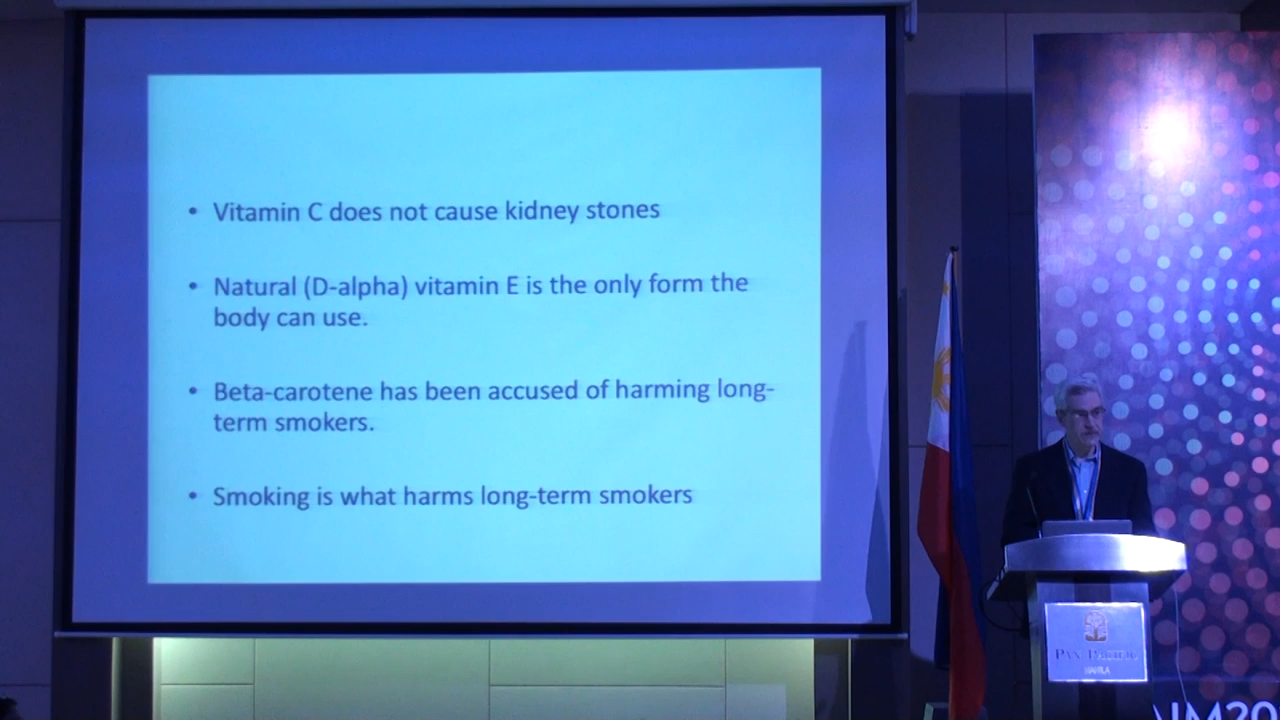 • Vitamin C does not cause kidney stones
• Natural (D-alpha) vitamin E is the only form the
body can use.
• Beta-carotene has been accused of harming long-
term smokers.
• Smoking is what harms long-term smokers
PAN PACIFIC
MANILA